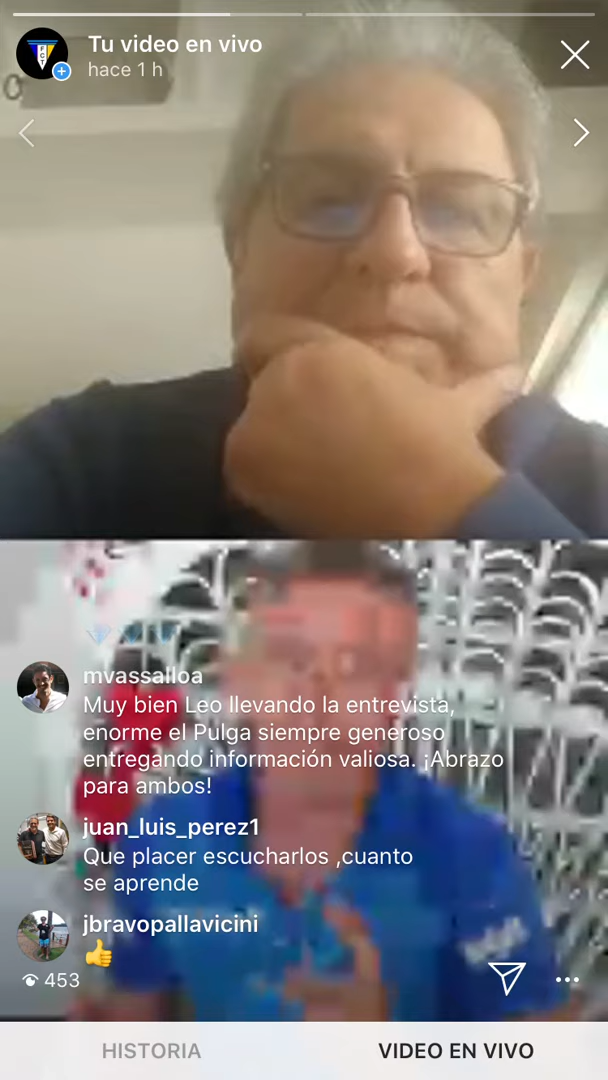 Tu video en vivo
hace 1 h
mvassalloa
Muy bien Leo llevando la entrevista,
enorme el Pulga siempre generoso
entregando información valiosa. ¡Abrazo
para ambos!
juan_luis_perez1
Que placer escucharlos ,cuanto
se aprende
jbravopallavicini
👍
453
HISTORIA
VIDEO EN VIVO